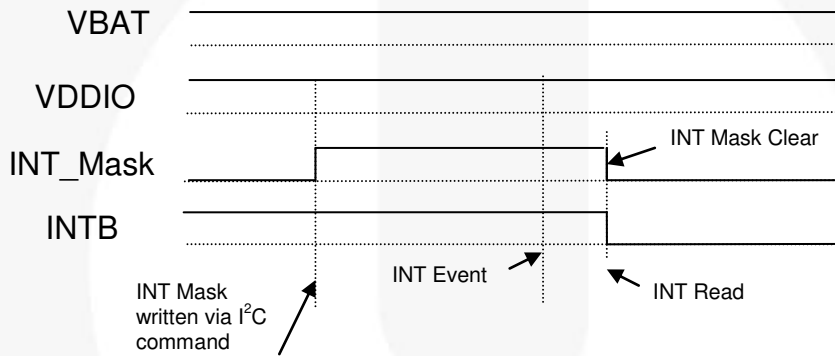 VBAT
VDDIO
INT Mask Clear
INT_Mask
INTB
INT Event
INT Read
INT Mask
written via I²C
command